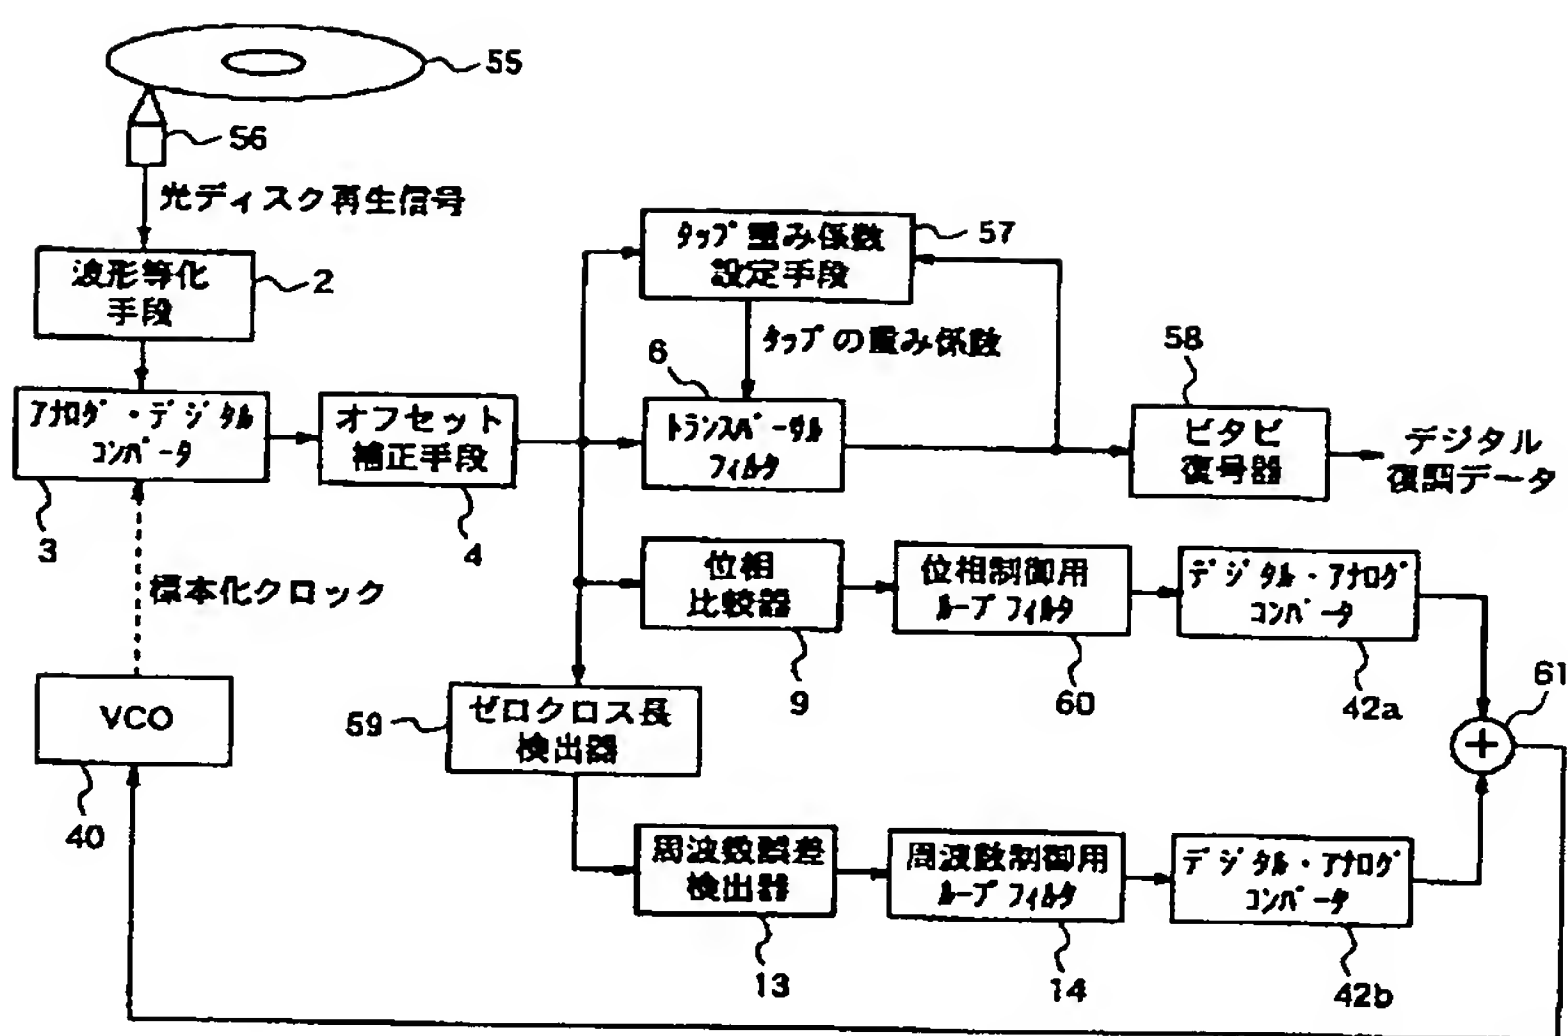 55
56
光ディスク再生信号
波形等化
手段
2
タップ重み係数
設定手段
57
タップの重み係数
6
58
アナログ・デジタル
コンバータ
3
オフセット
補正手段
4
トランスバーサル
フィルタ
ビタビ
復号器
デジタル
復調データ
標本化クロック
位相
比較器
9
位相制御用
ループフィルタ
60
デジタル・アナログ
コンバータ
42a
61
VCO
40
59
ゼロクロス長
検出器
+
周波数誤差
検出器
13
周波数制御用
ループフィルタ
14
デジタル・アナログ
コンバータ
42b